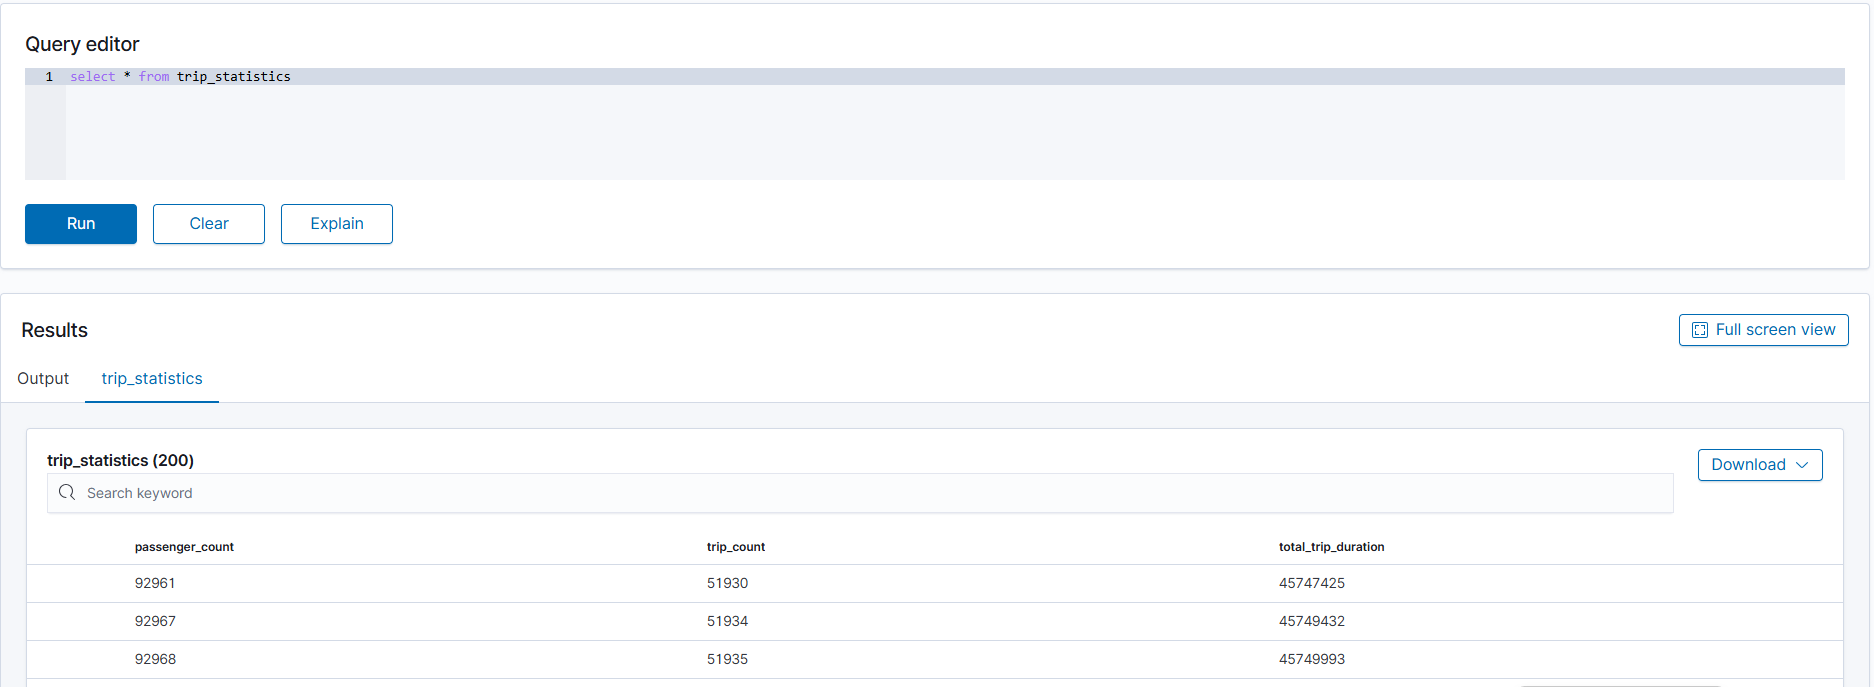 Query editor
1 select * from trip_statistics
Run Clear Explain
Results
Full screen view
Output trip_statistics
trip_statistics (200)
Download
Search keyword
passenger_count trip_count total_trip_duration
92961 51930 45747425
92967 51934 45749432
92968 51935 45749993